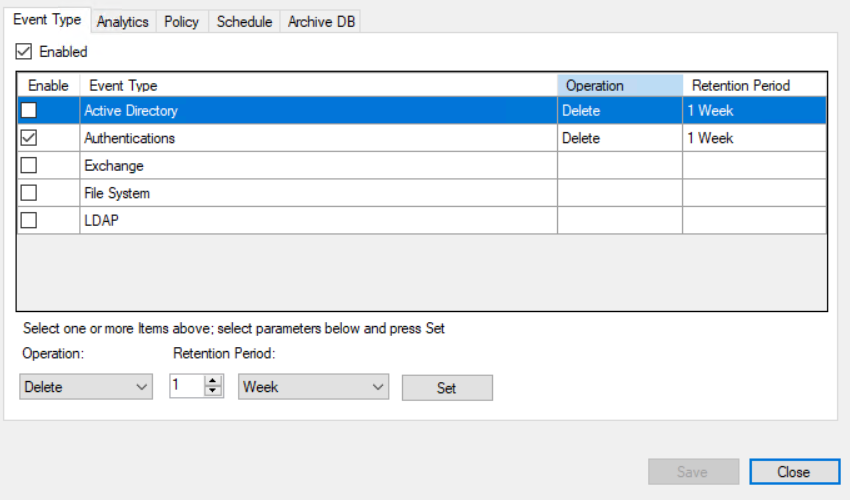 Event Type Analytics Policy Schedule Archive DB
Enabled
Enable Event Type Operation Retention Period
Active Directory Delete 1 Week
Authentications Delete 1 Week
Exchange
File System
LDAP
Select one or more Items above; select parameters below and press Set
Operation: Retention Period:
Delete 1 Week Set
Save Close